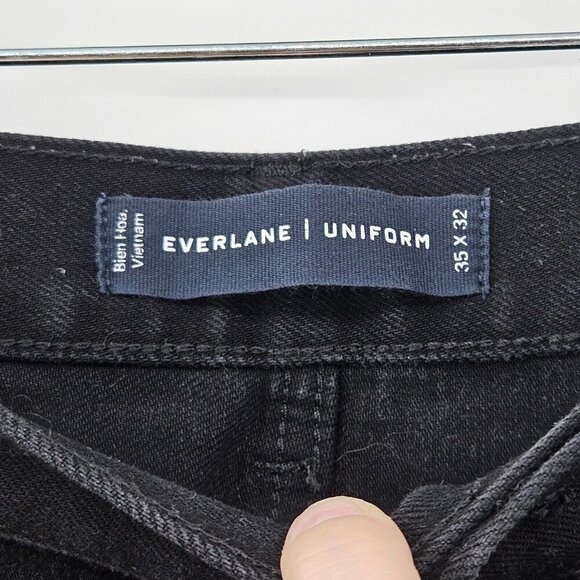 Bien Hoa,
Vietnam
EVERLANE | UNIFORM
35 X 32